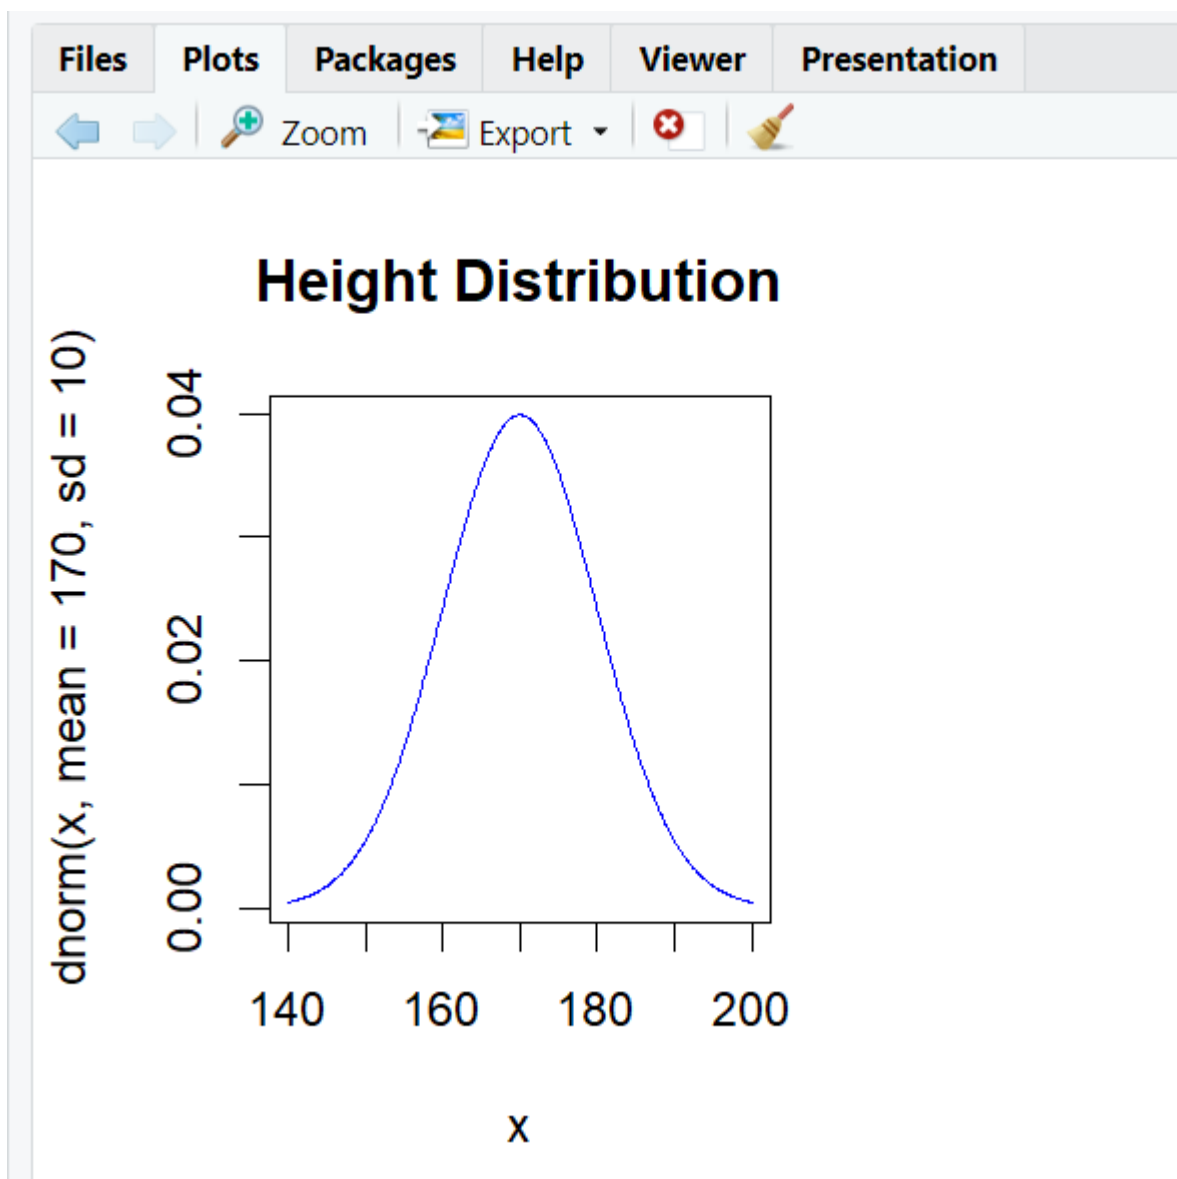 Files Plots Packages Help Viewer Presentation
Zoom Export
Height Distribution
dnorm(x, mean = 170, sd = 10)
0.04
0.02
0.00
140 160 180 200
x